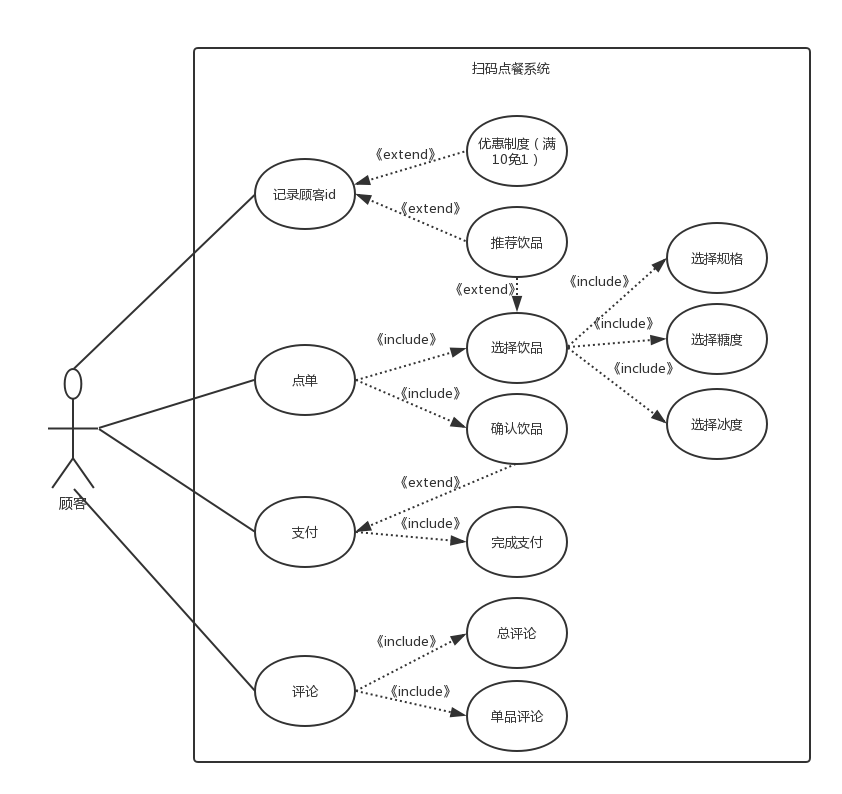 扫码点餐系统
优惠制度（满
10免1）
《extend》
记录顾客id
《extend》
推荐饮品
选择规格
《include》
《extend》
《include》
选择糖度
《include》
选择饮品
《include》
点单
《include》
选择冰度
确认饮品
《extend》
顾客
《include》
支付
完成支付
总评论
《include》
评论
《include》
单品评论